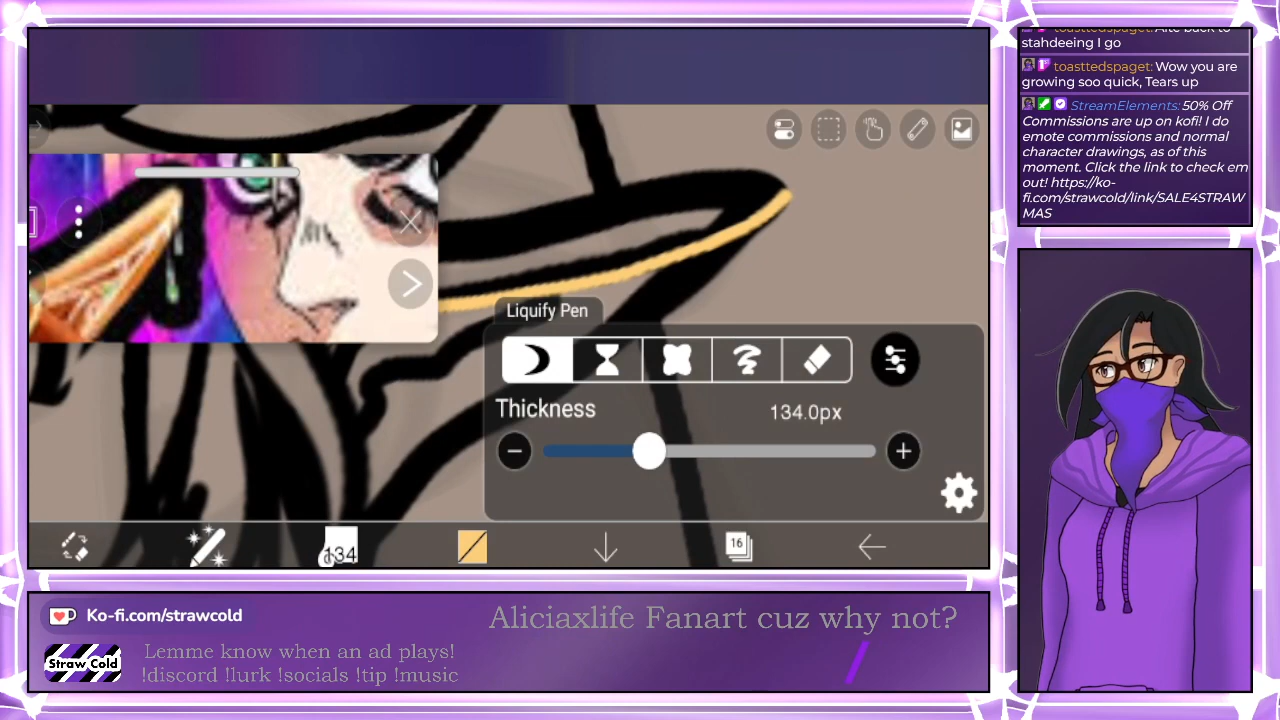 Liquify Pen
Thickness
134.0px
134
16
stahdeeing I go
toasttedspaget: Wow you are
growing soo quick, Tears up
StreamElements: 50% Off
Commissions are up on kofi! I do
emote commissions and normal
character drawings, as of this
moment. Click the link to check em
out! https://ko-
fi.com/strawcold/link/SALE4STRAW
MAS
Ko-fi.com/strawcold
Aliciaxlife Fanart cuz why not?
Straw Cold
Lemme know when an ad plays!
!discord !lurk !socials !tip !music